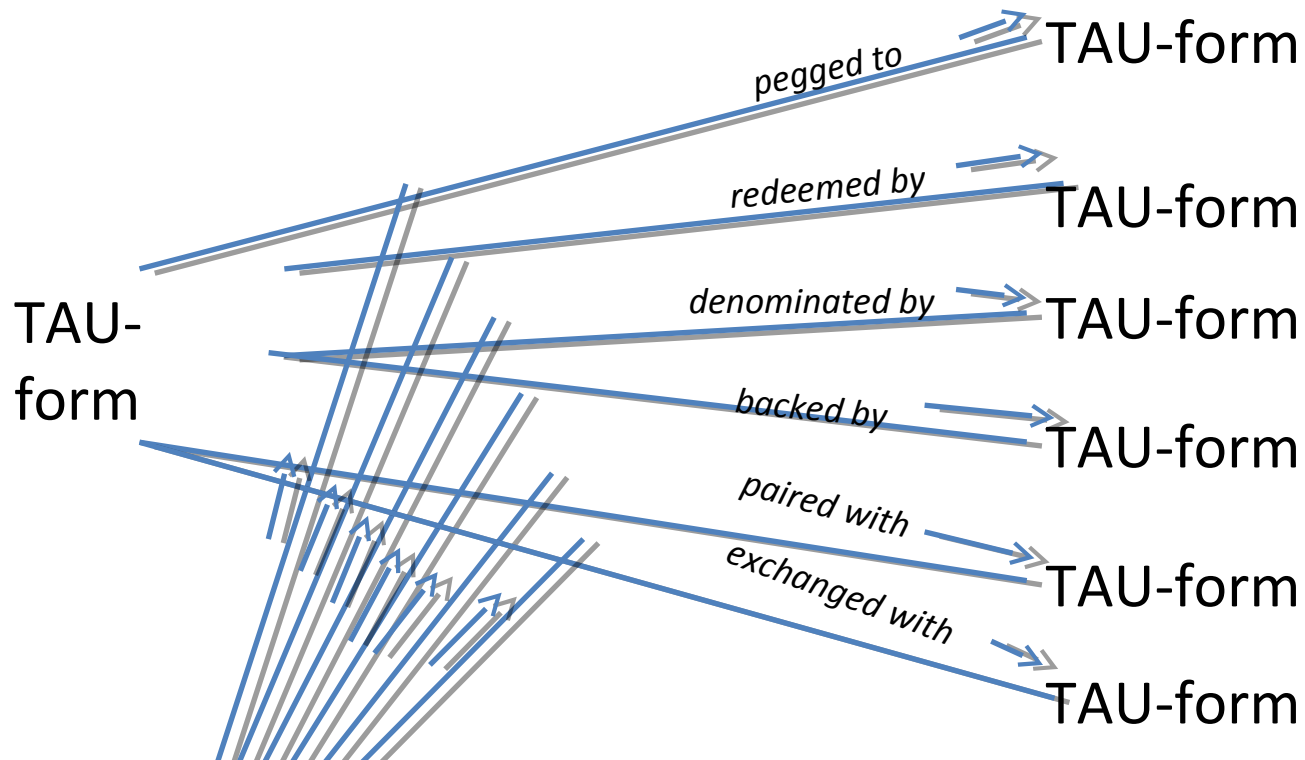 pegged to
TAU-form
redeemed by
TAU-form
TAU-
form
denominated by
TAU-form
backed by
TAU-form
paired with
TAU-form
exchanged with
TAU-form